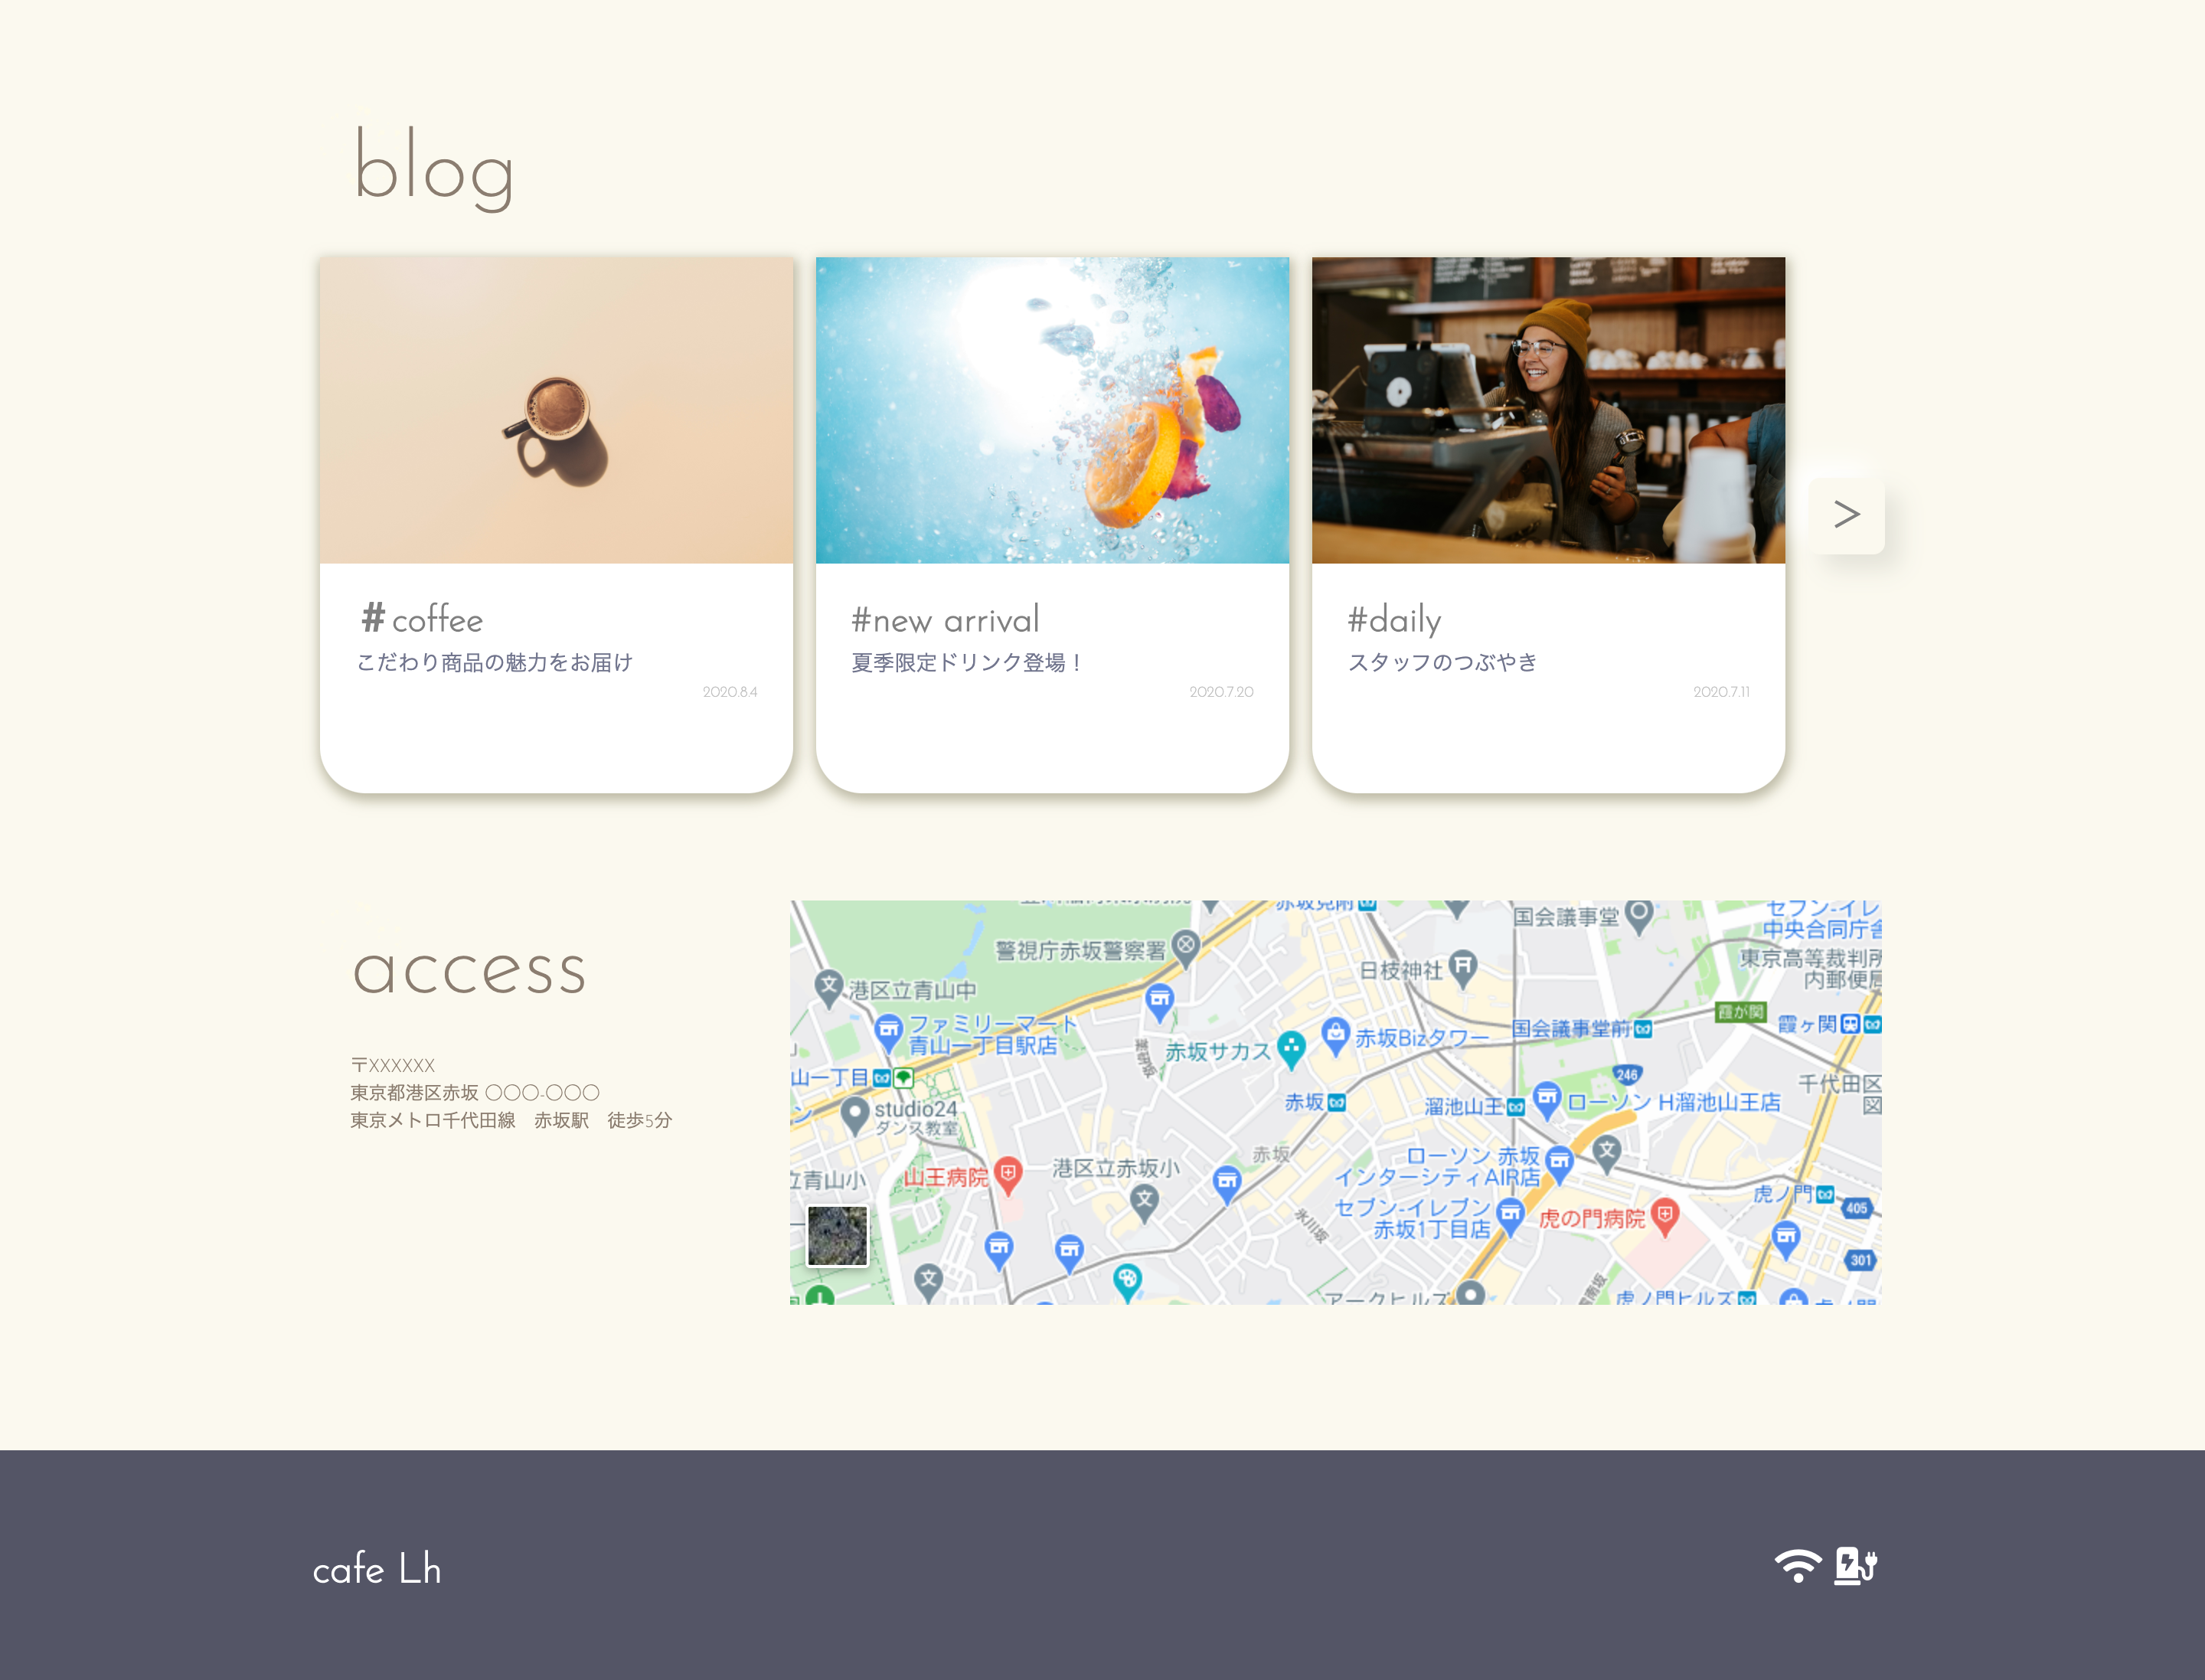 blog
#coffee
こだわり商品の魅力をお届け
2020.8.4
#new arrival
夏季限定ドリンク登場！
2020.7.20
#daily
スタッフのつぶやき
2020.7.11
>
access
〒XXXXXX
東京都港区赤坂 〇〇〇-〇〇〇
東京メトロ千代田線　赤坂駅　徒歩5分
国会議事堂
セブン-イレ
中央合同庁舎
警視庁赤坂警察署
日枝神社
東京高等裁判所
内郵便局
港区立青山中
霞が関
ファミリーマート
青山一丁目駅店
赤坂サカス
赤坂Bizタワー
国会議事堂前
霞ヶ関
山一丁目
246
千代田区
図
studio24
ダンス教室
赤坂
溜池山王
ローソン H溜池山王店
立青山小
山王病院
港区立赤坂小
赤坂
ローソン 赤坂
インターシティAIR店
虎ノ門
405
セブン-イレブン
赤坂1丁目店
虎の門病院
氷川坂
301
アークヒルズ
虎ノ門ヒルズ
cafe Lh